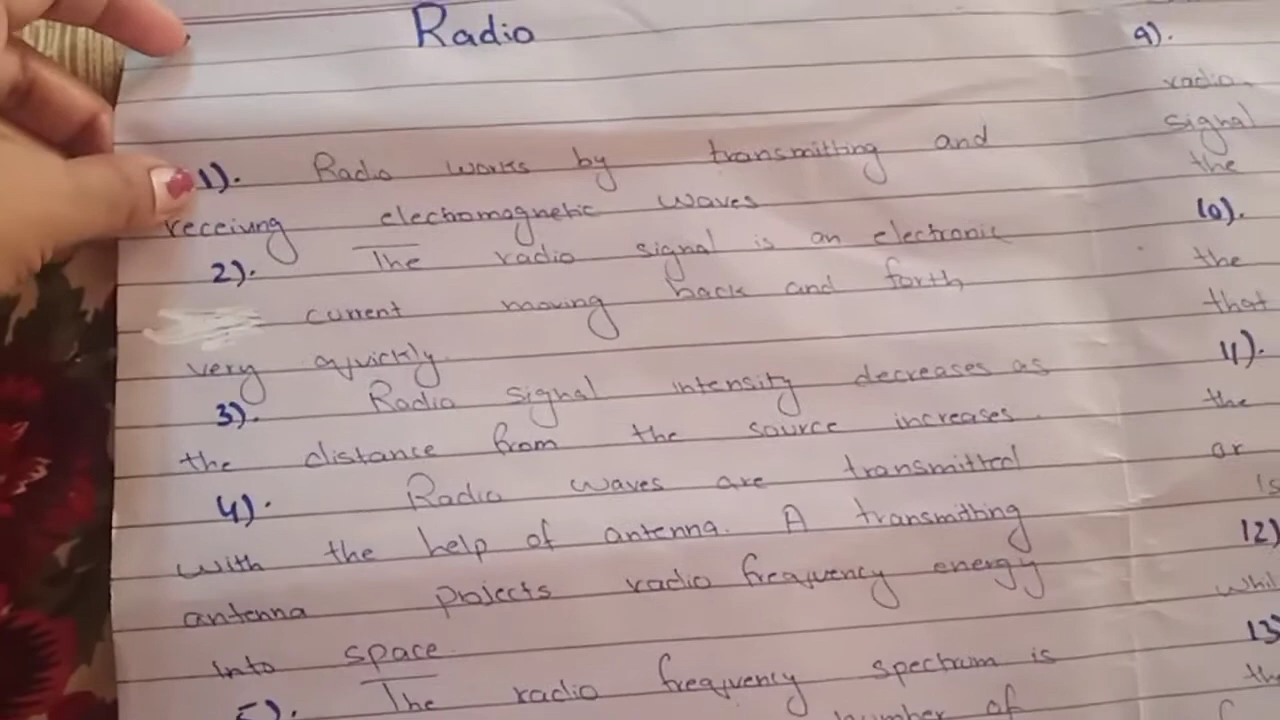 Radio
1). Radio works by transmitting and
receiving electromagnetic waves
2). The radio signal is an electronic
current moving back and forth
very quickly.
3). Radio signal intensity decreases as
the distance from the source increases.
4). Radio waves are transmitted
with the help of antenna. A transmitting
antenna projects radio frequency energy
into space.
5). The radio frequency spectrum is
number of
9).
radio
signal
the
10).
the
that
11).
the
or
is
12)
13)